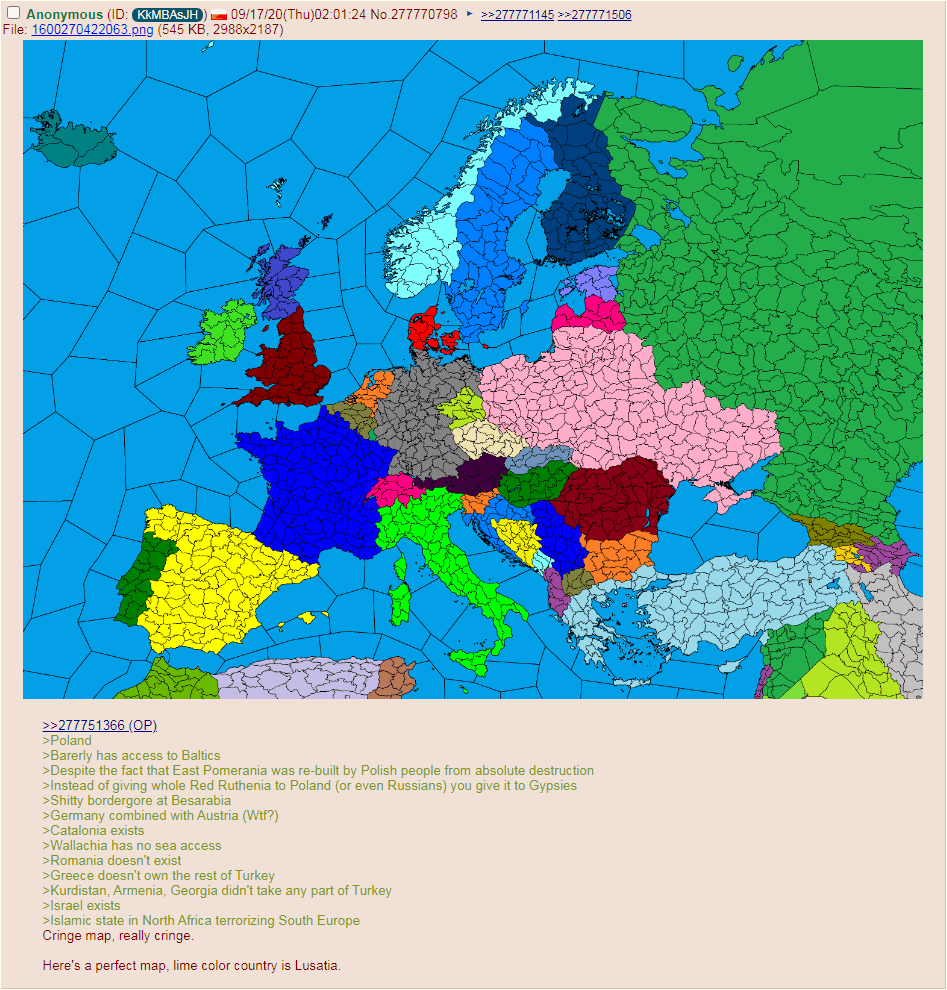 Anonymous (ID: KkMBAsJH) 09/17/20(Thu)02:01:24 No.277770798 ► >>277771145 >>277771506
File: 1600270422063.png (545 KB, 2988x2187)
>>277751366 (OP)
>Poland
>Barerly has access to Baltics
>Despite the fact that East Pomerania was re-built by Polish people from absolute destruction
>Instead of giving whole Red Ruthenia to Poland (or even Russians) you give it to Gypsies
>Shitty bordergore at Besarabia
>Germany combined with Austria (Wtf?)
>Catalonia exists
>Wallachia has no sea access
>Romania doesn't exist
>Greece doesn't own the rest of Turkey
>Kurdistan, Armenia, Georgia didn't take any part of Turkey
>Israel exists
>Islamic state in North Africa terrorizing South Europe
Cringe map, really cringe.
Here's a perfect map, lime color country is Lusatia.